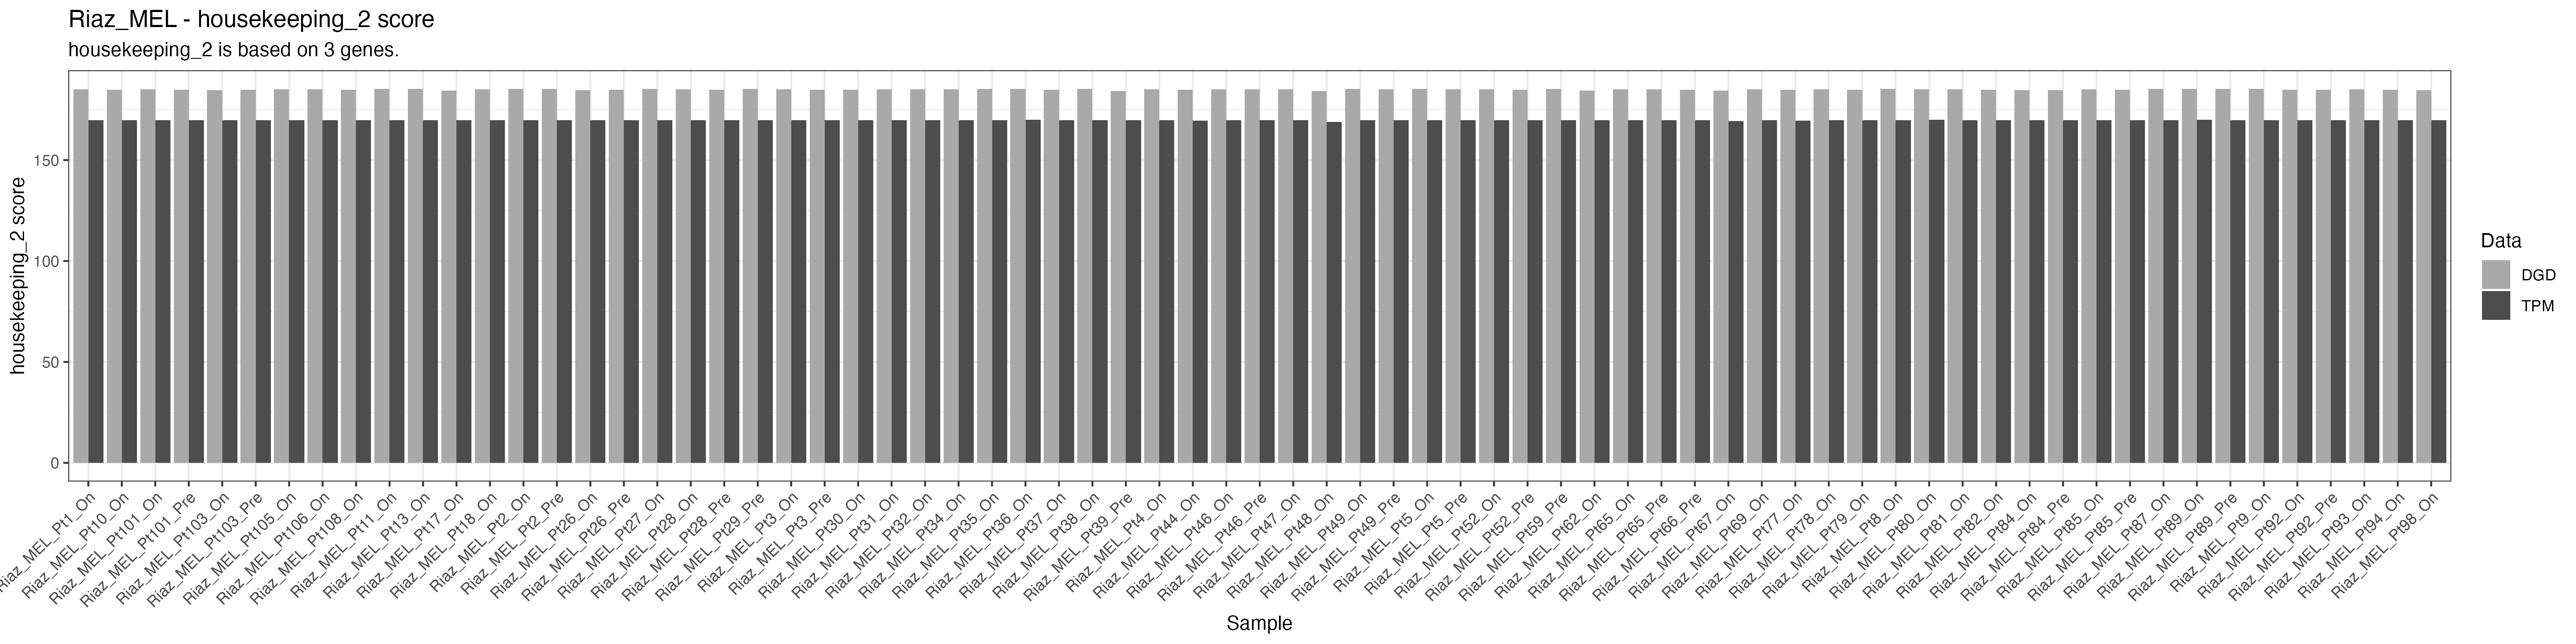 Riaz_MEL - housekeeping_2 score
housekeeping_2 is based on 3 genes.
housekeeping_2 score
150
100
50
0
Riaz_MEL_Pt1_On
Riaz_MEL_Pt10_On
Riaz_MEL_Pt101_On
Riaz_MEL_Pt101_Pre
Riaz_MEL_Pt103_On
Riaz_MEL_Pt103_Pre
Riaz_MEL_Pt105_On
Riaz_MEL_Pt106_On
Riaz_MEL_Pt108_On
Riaz_MEL_Pt11_On
Riaz_MEL_Pt13_On
Riaz_MEL_Pt17_On
Riaz_MEL_Pt18_On
Riaz_MEL_Pt2_On
Riaz_MEL_Pt2_Pre
Riaz_MEL_Pt26_On
Riaz_MEL_Pt26_Pre
Riaz_MEL_Pt27_On
Riaz_MEL_Pt28_On
Riaz_MEL_Pt28_Pre
Riaz_MEL_Pt29_Pre
Riaz_MEL_Pt3_On
Riaz_MEL_Pt3_Pre
Riaz_MEL_Pt30_On
Riaz_MEL_Pt31_On
Riaz_MEL_Pt32_On
Riaz_MEL_Pt34_On
Riaz_MEL_Pt35_On
Riaz_MEL_Pt36_On
Riaz_MEL_Pt37_On
Riaz_MEL_Pt38_On
Riaz_MEL_Pt39_Pre
Riaz_MEL_Pt4_On
Riaz_MEL_Pt44_On
Riaz_MEL_Pt46_On
Riaz_MEL_Pt46_Pre
Riaz_MEL_Pt47_On
Riaz_MEL_Pt48_On
Riaz_MEL_Pt49_On
Riaz_MEL_Pt49_Pre
Riaz_MEL_Pt5_On
Riaz_MEL_Pt5_Pre
Riaz_MEL_Pt52_On
Riaz_MEL_Pt52_Pre
Riaz_MEL_Pt59_Pre
Riaz_MEL_Pt62_On
Riaz_MEL_Pt65_On
Riaz_MEL_Pt65_Pre
Riaz_MEL_Pt66_Pre
Riaz_MEL_Pt67_On
Riaz_MEL_Pt69_On
Riaz_MEL_Pt77_On
Riaz_MEL_Pt78_On
Riaz_MEL_Pt79_On
Riaz_MEL_Pt8_On
Riaz_MEL_Pt80_On
Riaz_MEL_Pt81_On
Riaz_MEL_Pt82_On
Riaz_MEL_Pt84_On
Riaz_MEL_Pt84_Pre
Riaz_MEL_Pt85_On
Riaz_MEL_Pt85_Pre
Riaz_MEL_Pt87_On
Riaz_MEL_Pt89_On
Riaz_MEL_Pt89_Pre
Riaz_MEL_Pt9_On
Riaz_MEL_Pt92_On
Riaz_MEL_Pt92_Pre
Riaz_MEL_Pt93_On
Riaz_MEL_Pt94_On
Riaz_MEL_Pt98_On
Sample
Data
DGD
TPM